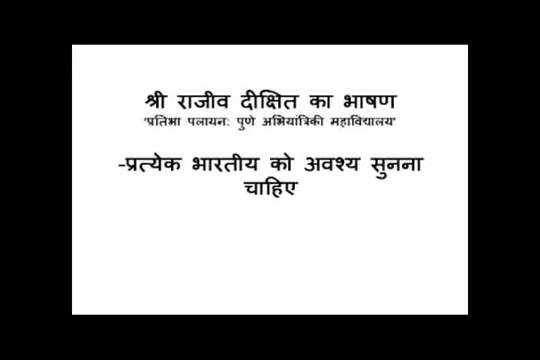 श्री राजीव दीक्षित का भाषण
'प्रतिभा पलायनः पुणे अभियांत्रिकी महाविद्यालय'
-प्रत्येक भारतीय को अवश्य सुनना
चाहिए